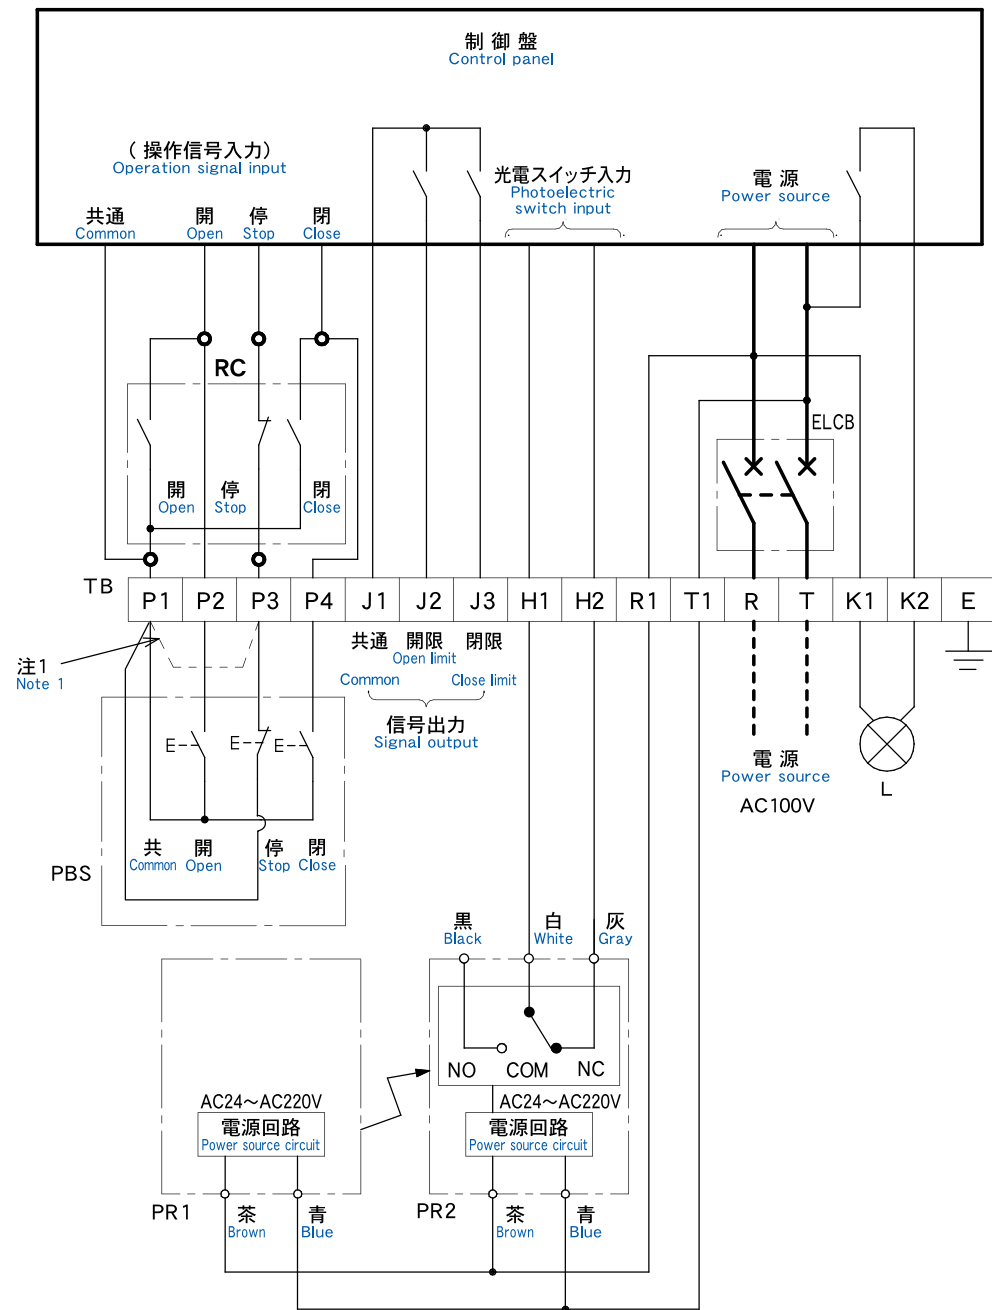 制御盤
Control panel
(操作信号入力)
Operation signal input
光電スイッチ入力
Photoelectric
switch input
電源
Power source
共通
Common
開
Open
停
Stop
閉
Close
RC
ELCB
開
Open
停
Stop
閉
Close
TB
P1 P2 P3 P4 J1 J2 J3 H1 H2 R1 T1 R T K1 K2 E
注1
Note 1
共通 開限 閉限
Open limit
Common Close limit
信号出力
Signal output
E E E
電源
Power source
AC100V
L
共
Common
開
Open
停
Stop
閉
Close
PBS
黒
Black
白
White
灰
Gray
NO COM NC
AC24～AC220V
電源回路
Power source circuit
AC24～AC220V
電源回路
Power source circuit
PR1
茶
Brown
青
Blue
PR2
茶
Brown
青
Blue